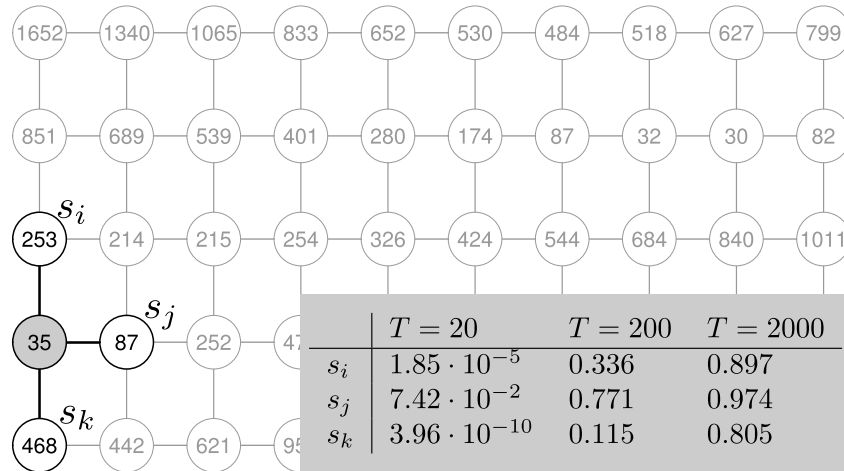 1652 1340 1065 833 652 530 484 518 627 799
851 689 539 401 280 174 87 32 30 82
s_i
253 214 215 254 326 424 544 684 840 1011
s_j
35 87 252
s_k
468 442 621
T = 20 T = 200 T = 2000
s_i 1.85 · 10^{-5} 0.336 0.897
s_j 7.42 · 10^{-2} 0.771 0.974
s_k 3.96 · 10^{-10} 0.115 0.805